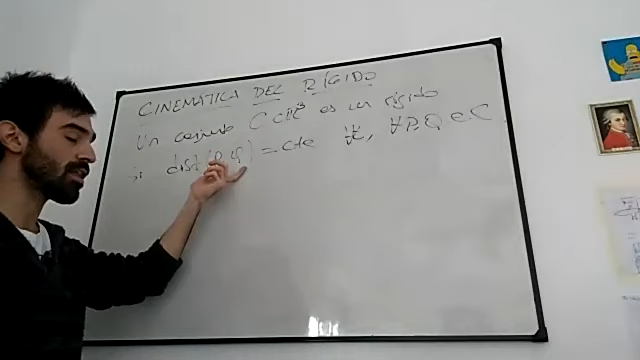 CINEMATICA DEL RIGIDO
Un conjunto C ⊂ ℝ³ es un rígido
si dist(P,Q) = cte ∀t, ∀P,Q ∈ C